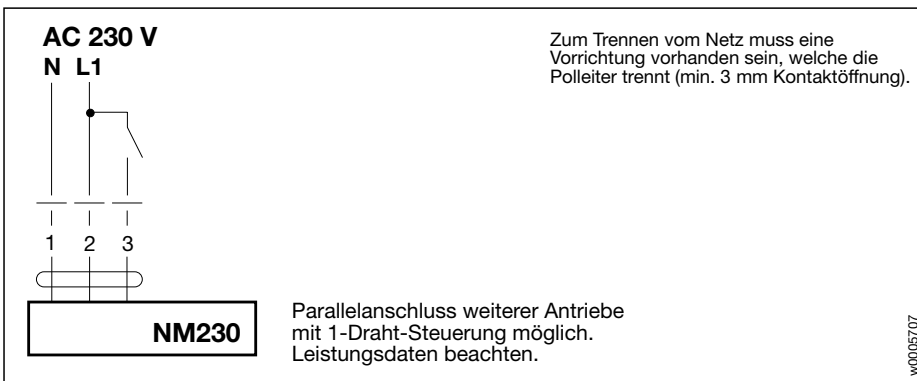 AC 230 V
N L1
Zum Trennen vom Netz muss eine
Vorrichtung vorhanden sein, welche die
Polleiter trennt (min. 3 mm Kontaktöffnung).
1 2 3
NM230
Parallelanschluss weiterer Antriebe
mit 1-Draht-Steuerung möglich.
Leistungsdaten beachten.
w0005707